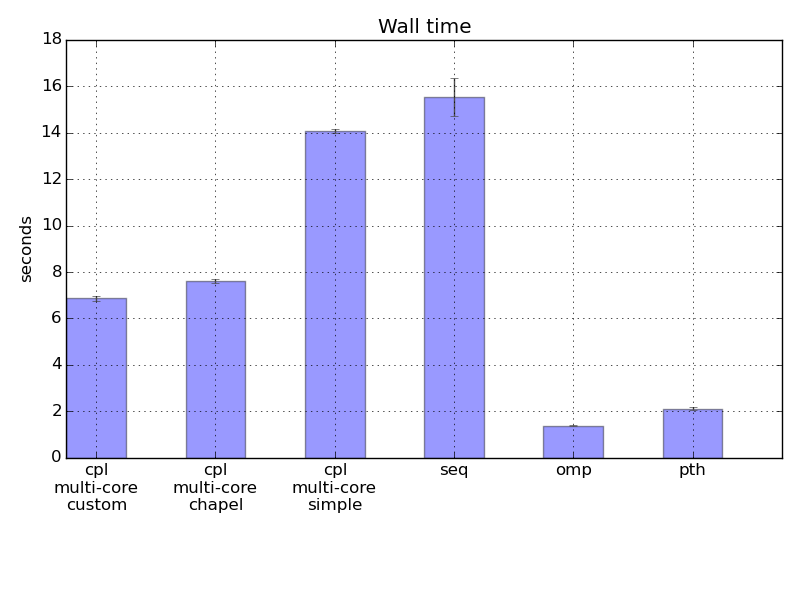 Wall time
18
16
14
12
10
8
6
4
2
0
seconds
cpl
multi-core
custom
cpl
multi-core
chapel
cpl
multi-core
simple
seq
omp
pth